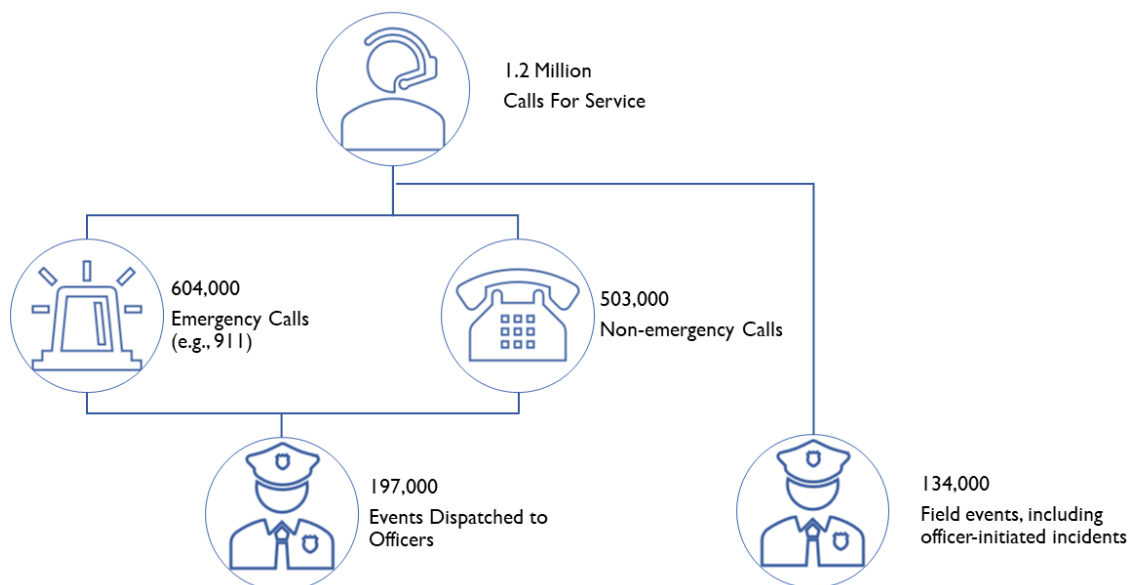 1.2 Million
Calls For Service
604,000
Emergency Calls
(e.g., 911)
503,000
Non-emergency Calls
197,000
Events Dispatched to
Officers
134,000
Field events, including
officer-initiated incidents